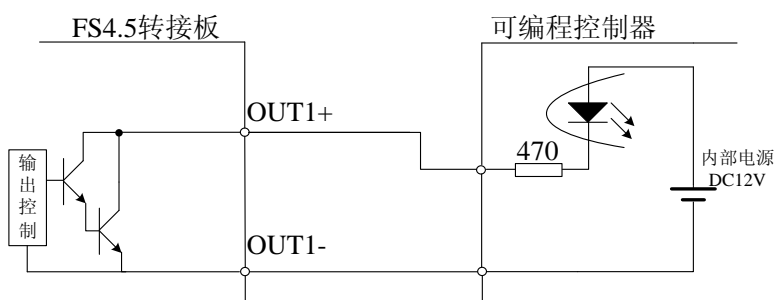 FS4.5转接板
可编程控制器
OUT1+
470
内部电源
DC12V
输出控制
OUT1-